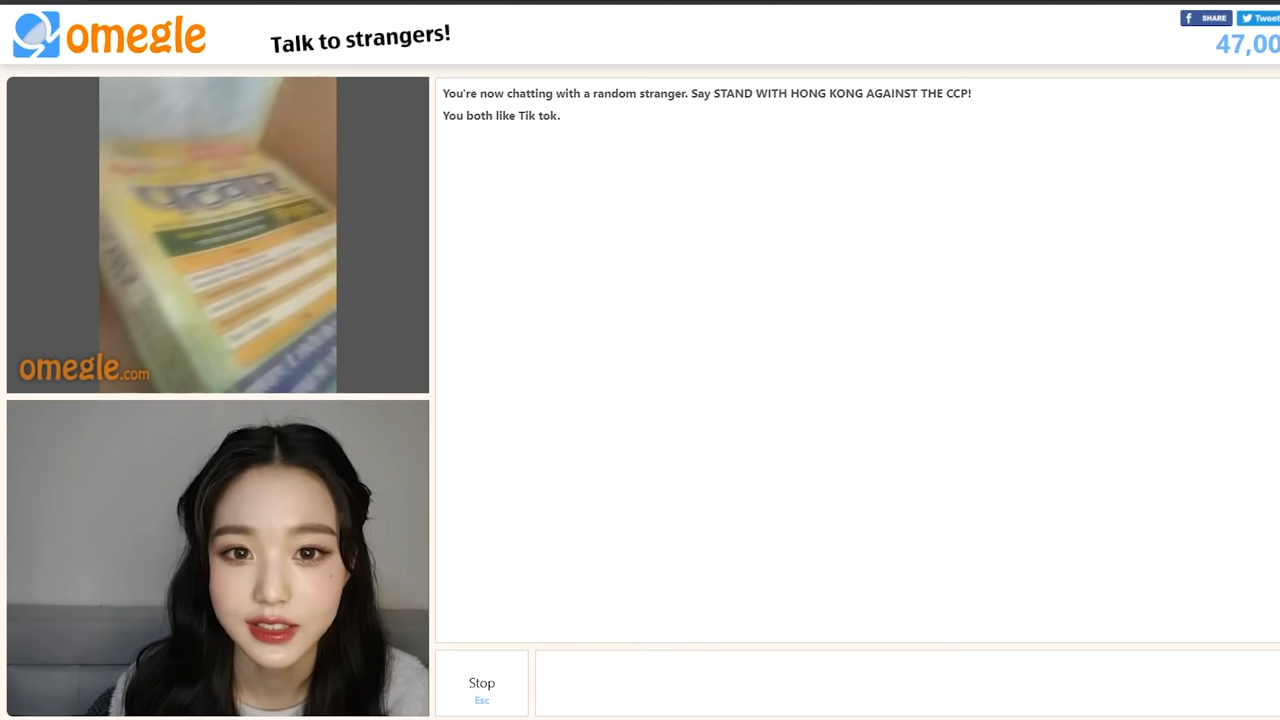 omegle
Talk to strangers!
f SHARE
Tweet
47,00
You're now chatting with a random stranger. Say STAND WITH HONG KONG AGAINST THE CCP!
You both like Tik tok.
omegle.com
Stop
Esc